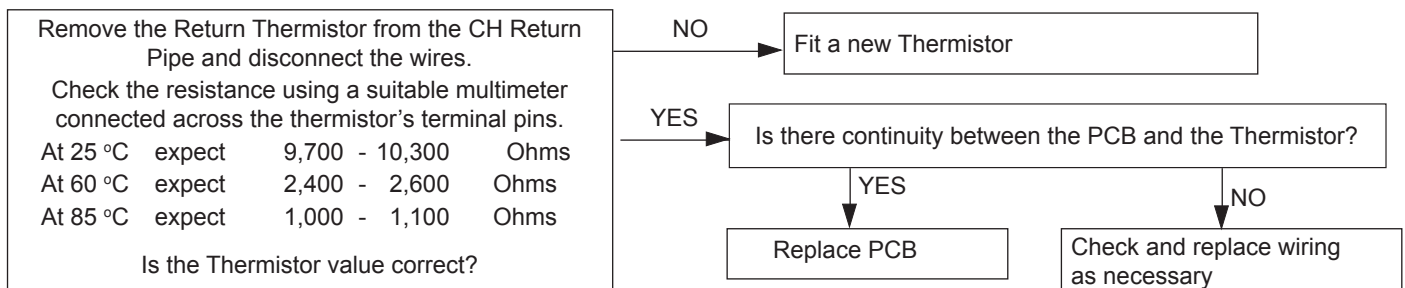 Remove the Return Thermistor from the CH Return
Pipe and disconnect the wires.
Check the resistance using a suitable multimeter
connected across the thermistor's terminal pins.
At 25 °C expect 9,700 - 10,300 Ohms
At 60 °C expect 2,400 - 2,600 Ohms
At 85 °C expect 1,000 - 1,100 Ohms
Is the Thermistor value correct?
NO
Fit a new Thermistor
YES
Is there continuity between the PCB and the Thermistor?
YES
Replace PCB
NO
Check and replace wiring
as necessary